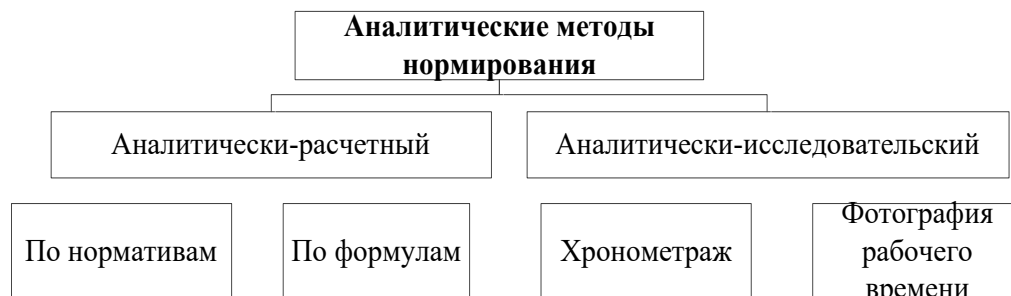 Аналитические методы
нормирования
Аналитически-расчетный
Аналитически-исследовательский
По нормативам
По формулам
Хронометраж
Фотография
рабочего
времени